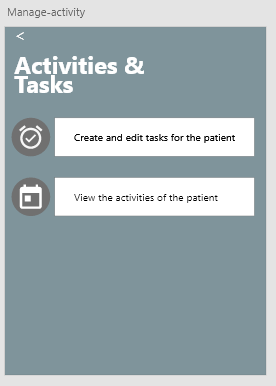 Manage-activity
<
Activities &
Tasks
Create and edit tasks for the patient
View the activities of the patient